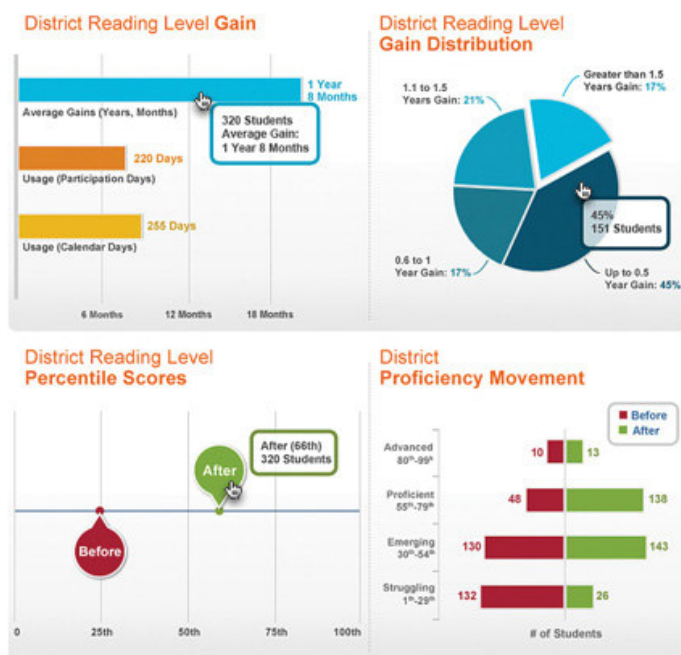 District Reading Level Gain
1 Year
8 Months
Average Gains (Years, Months)
320 Students
Average Gain:
1 Year 8 Months
220 Days
Usage (Participation Days)
255 Days
Usage (Calendar Days)
6 Months
12 Months
18 Months
District Reading Level
Gain Distribution
Greater than 1.5
Years Gain: 17%
1.1 to 1.5
Years Gain: 21%
45%
151 Students
0.6 to 1
Year Gain: 17%
Up to 0.5
Year Gain: 45%
District Reading Level
Percentile Scores
After (66th)
320 Students
After
Before
0
25th
50th
75th
100th
District
Proficiency Movement
Before
After
Advanced
80th-99th
10
13
Proficient
55th-79th
48
138
Emerging
30th-54th
130
143
Struggling
1th-29th
132
26
# of Students